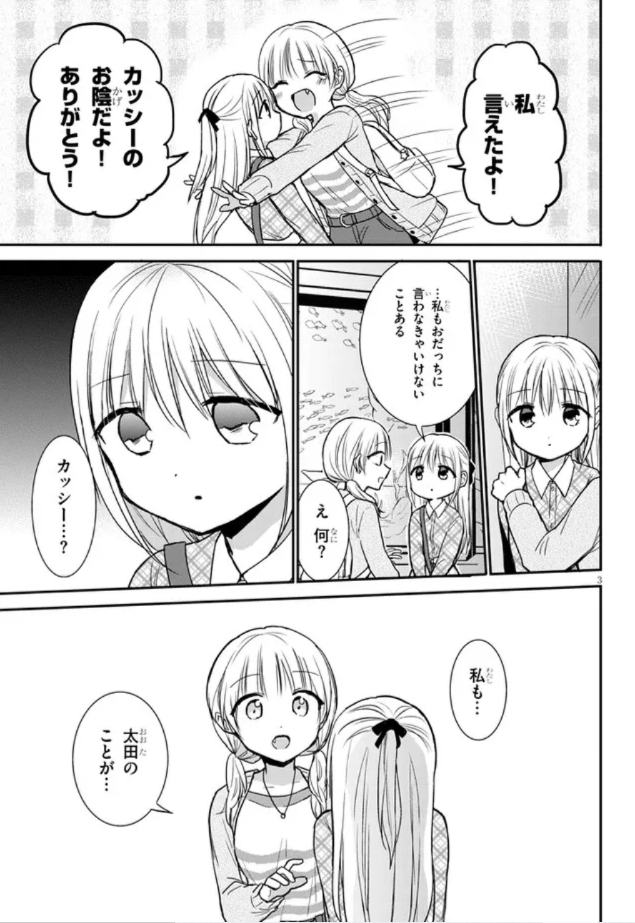 私
言えたよ！
カッシーの
お陰だよ！
ありがとう！
…私もおだっちに
言わなきゃいけない
ことある
え 何？
カッシー…？
3
私も…
太田の
ことが…